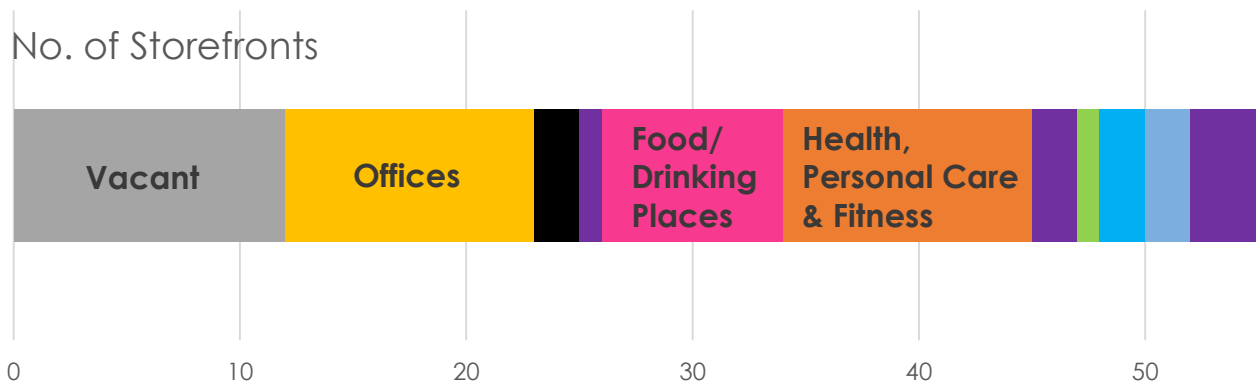 No. of Storefronts
Vacant
Offices
Food/
Drinking
Places
Health,
Personal Care
& Fitness
0 10 20 30 40 50